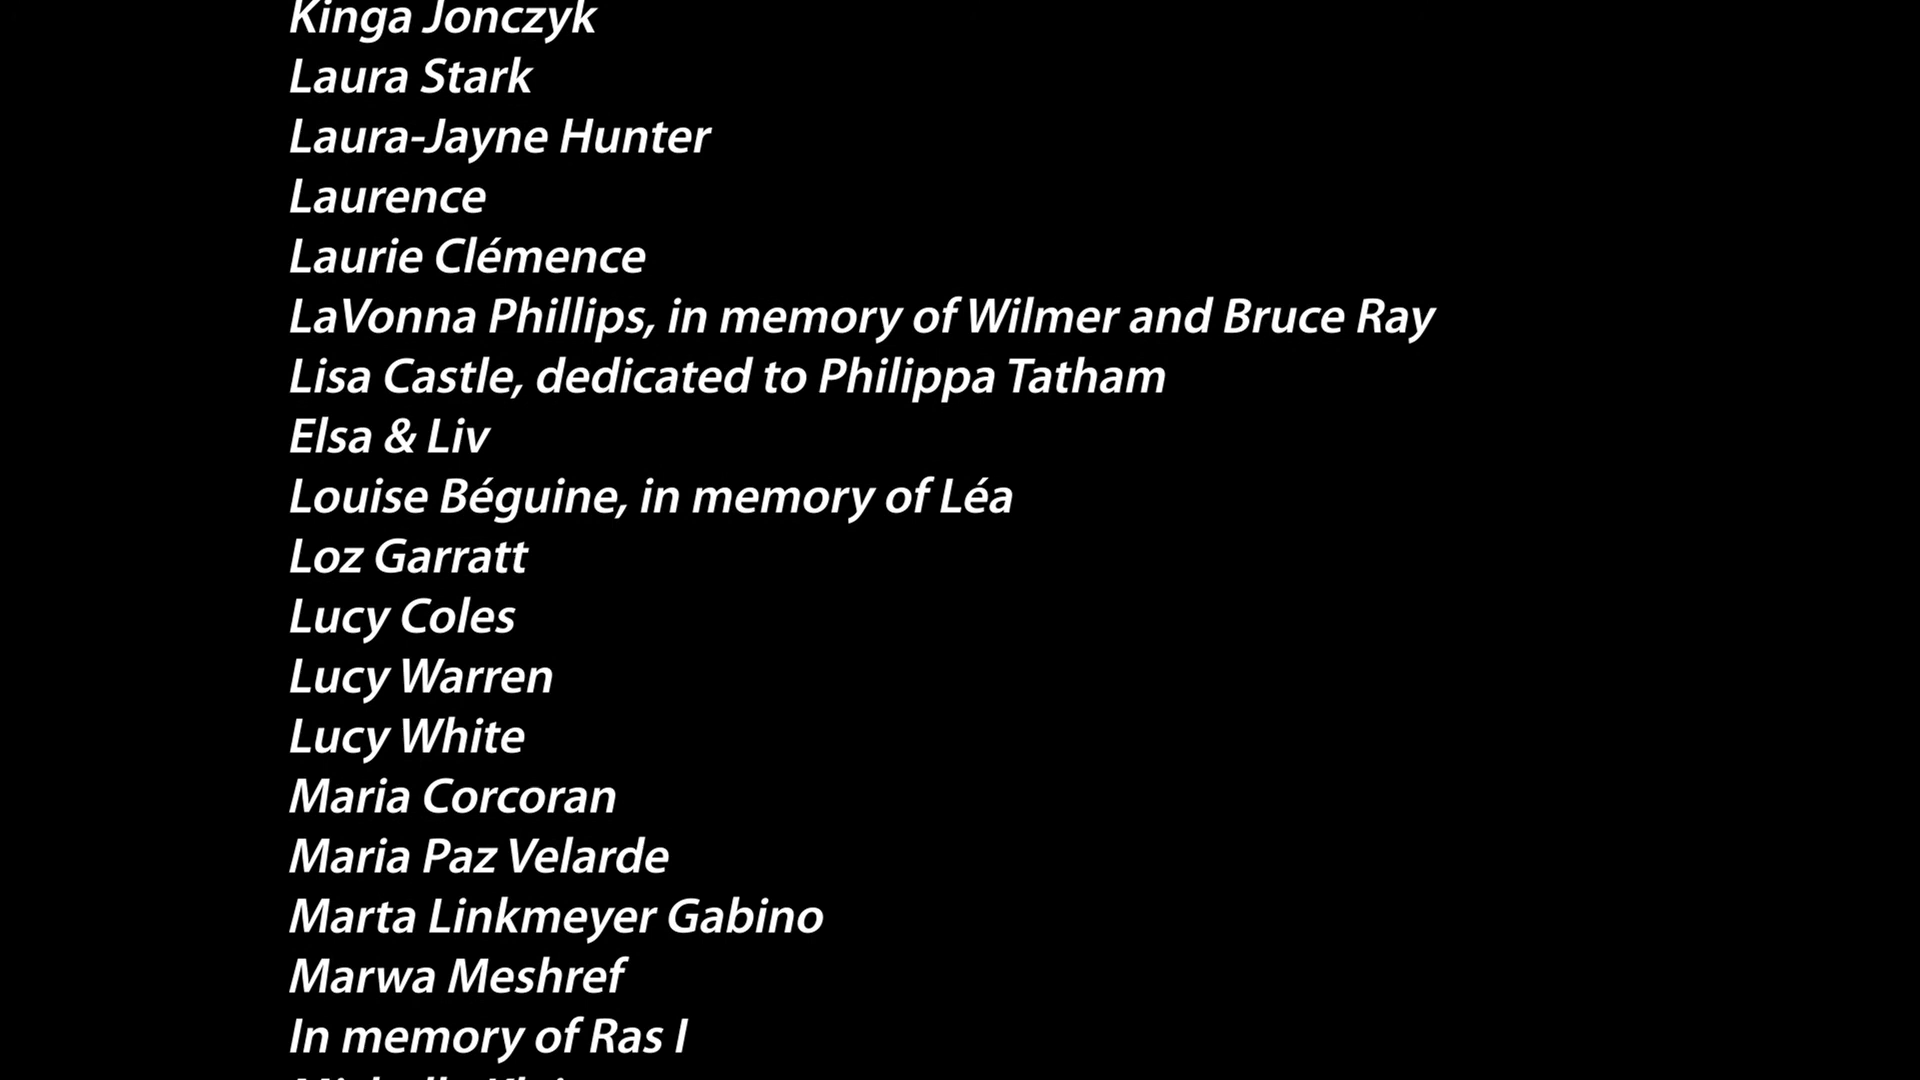 Kinga Jonczyk
Laura Stark
Laura-Jayne Hunter
Laurence
Laurie Clémence
LaVonna Phillips, in memory of Wilmer and Bruce Ray
Lisa Castle, dedicated to Philippa Tatham
Elsa & Liv
Louise Béguine, in memory of Léa
Loz Garratt
Lucy Coles
Lucy Warren
Lucy White
Maria Corcoran
Maria Paz Velarde
Marta Linkmeyer Gabino
Marwa Meshref
In memory of Ras I